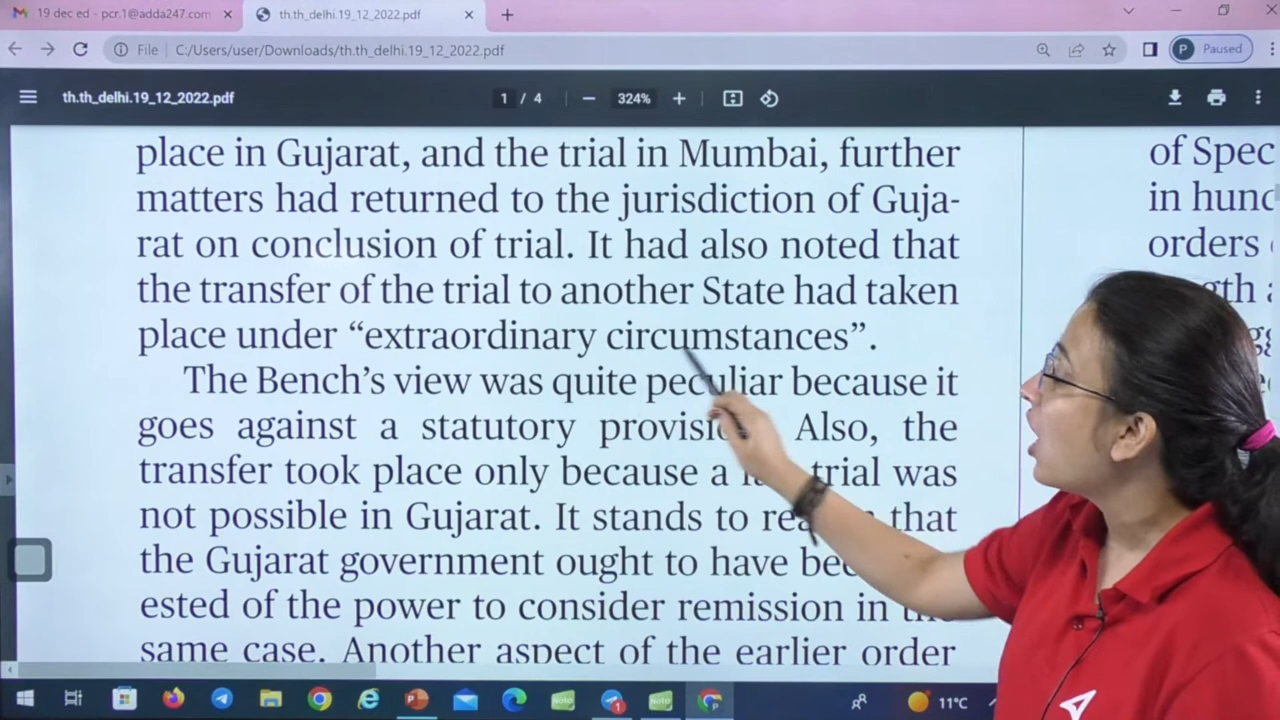 19 dec ed - pcr.1@adda247.com
th.th_delhi.19_12_2022.pdf
File
C:/Users/user/Downloads/th.th_delhi.19_12_2022.pdf
P Paused
th.th_delhi.19_12_2022.pdf
1 / 4
324%
place in Gujarat, and the trial in Mumbai, further
matters had returned to the jurisdiction of Guja-
rat on conclusion of trial. It had also noted that
the transfer of the trial to another State had taken
place under “extraordinary circumstances”.
The Bench’s view was quite peculiar because it
goes against a statutory Also, the
transfer took place only because a trial was
not possible in Gujarat. It stands to that
the Gujarat government ought to have
ested of the power to consider remission in
same case. Another aspect of the earlier order
of Spec
in hund
orders
11°C